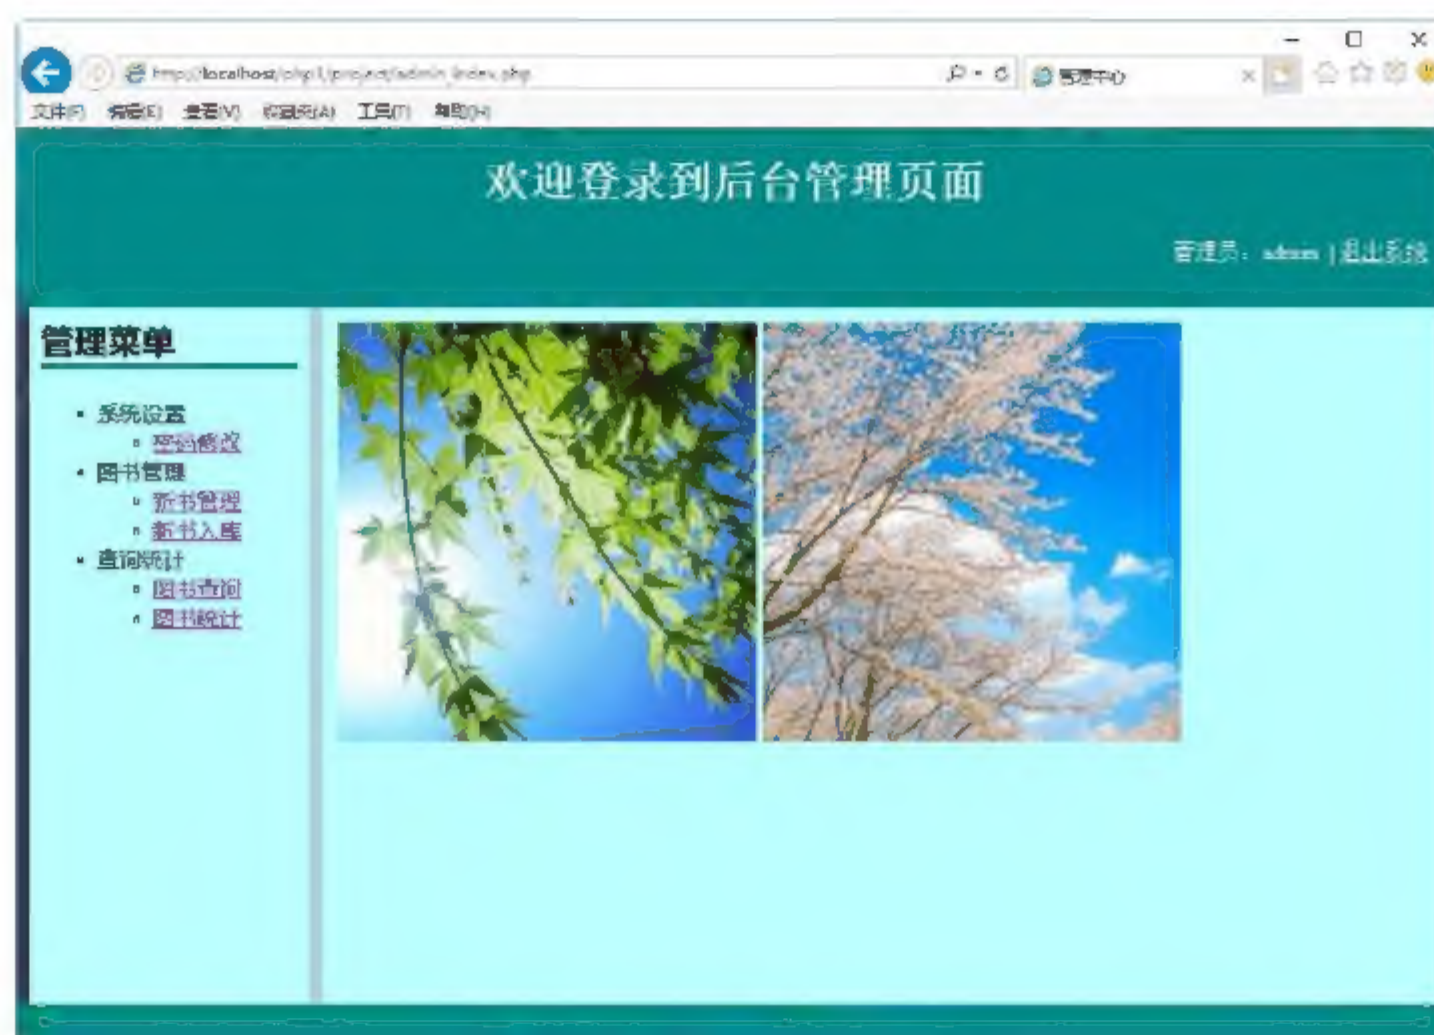 http://localhost/php1/project/admin_index.php
管理中心
文件(F) 编辑(E) 查看(V) 收藏夹(A) 工具(T) 帮助(H)
欢迎登录到后台管理页面
管理员：admin | 退出系统
管理菜单
系统设置
密码修改
图书管理
新书管理
新书入库
查询统计
图书查询
图书统计